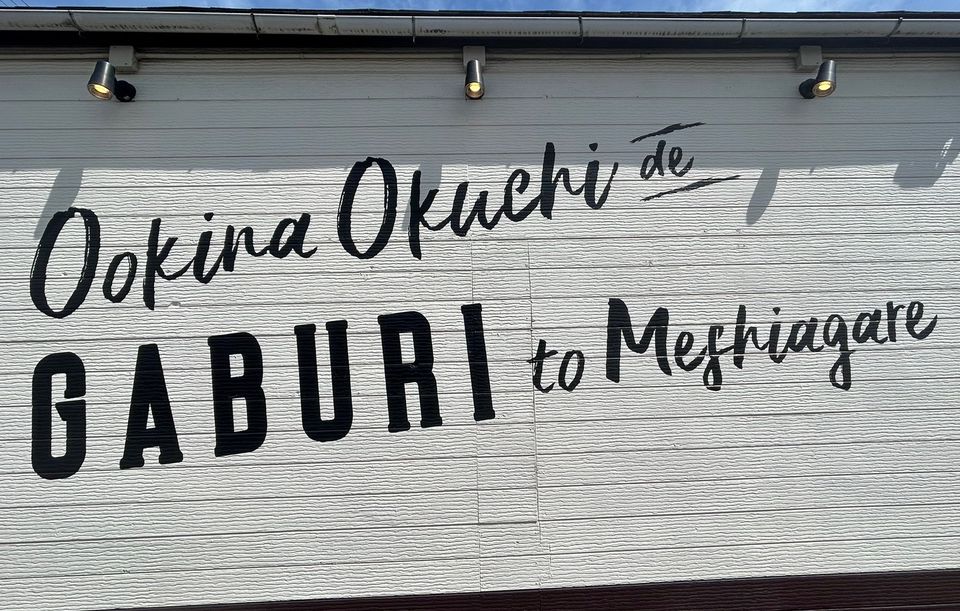 Ookina Okuchi de
GABURI to Meshiagare